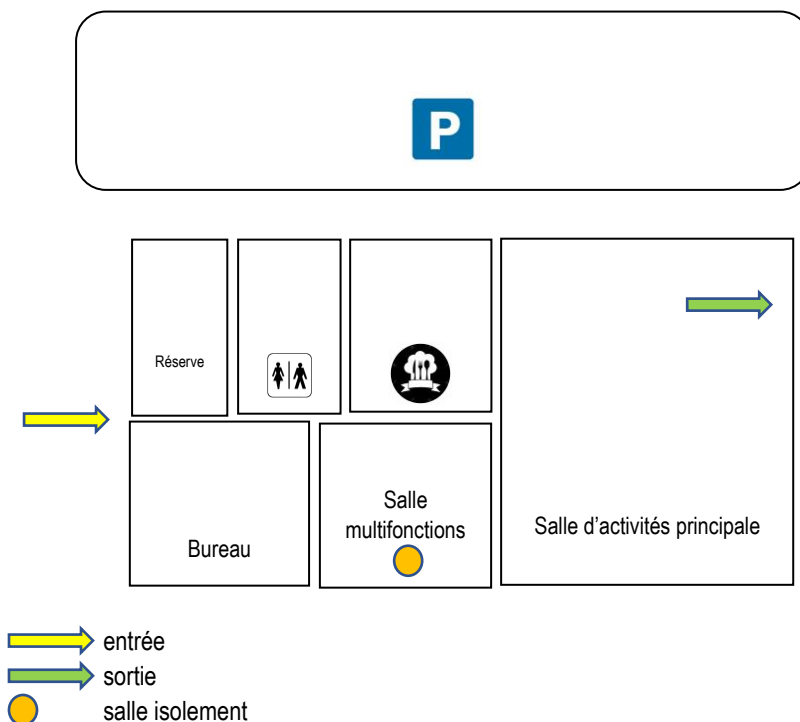 P
Réserve
Bureau
Salle
multifonctions
Salle d’activités principale
entrée
sortie
salle isolement